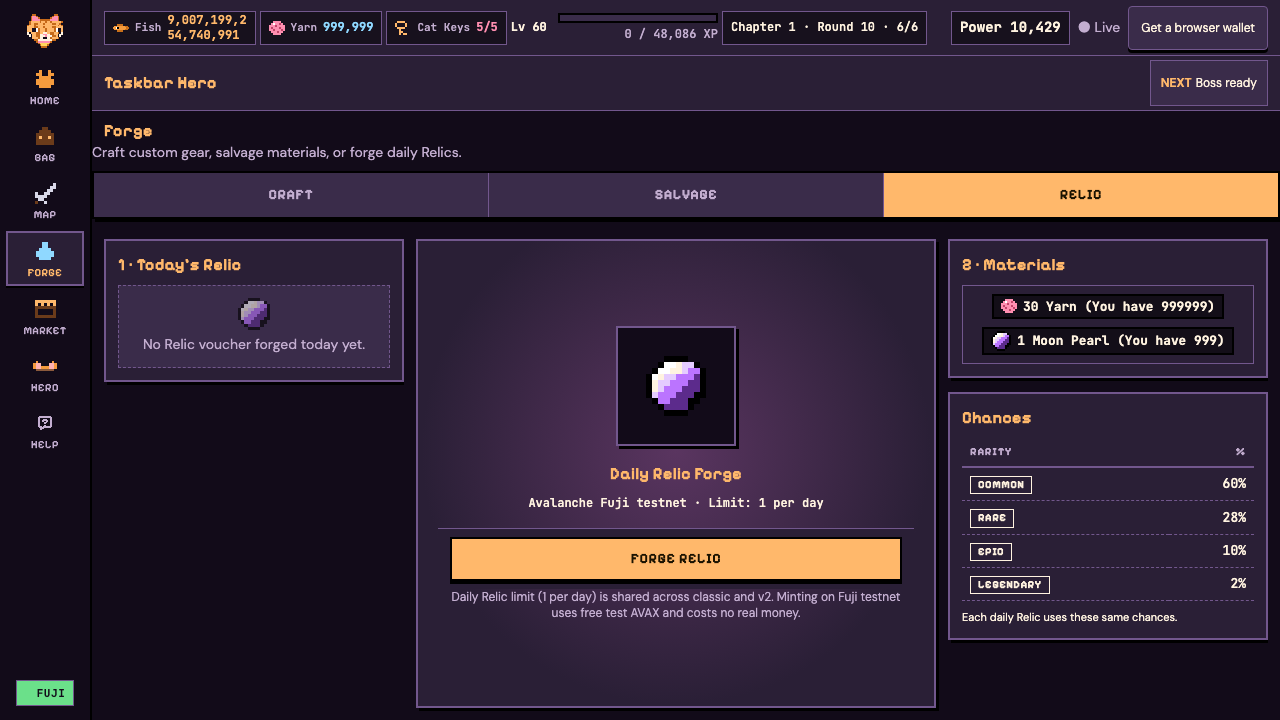 Fish 9,007,199,2
54,740,991
Yarn 999,999
Cat Keys 5/5
Lv 60
0 / 48,086 XP
Chapter 1 · Round 10 · 6/6
Power 10,429
Live
Get a browser wallet
HOME
BAG
MAP
FORGE
MARKET
HERO
HELP
FUJI
Taskbar Hero
NEXT Boss ready
Forge
Craft custom gear, salvage materials, or forge daily Relics.
CRAFT
SALVAGE
RELIC
1 · Today's Relic
No Relic voucher forged today yet.
Daily Relic Forge
Avalanche Fuji testnet · Limit: 1 per day
FORGE RELIC
Daily Relic limit (1 per day) is shared across classic and v2. Minting on Fuji testnet
uses free test AVAX and costs no real money.
2 · Materials
30 Yarn (You have 999999)
1 Moon Pearl (You have 999)
Chances
RARITY %
COMMON 60%
RARE 28%
EPIC 10%
LEGENDARY 2%
Each daily Relic uses these same chances.